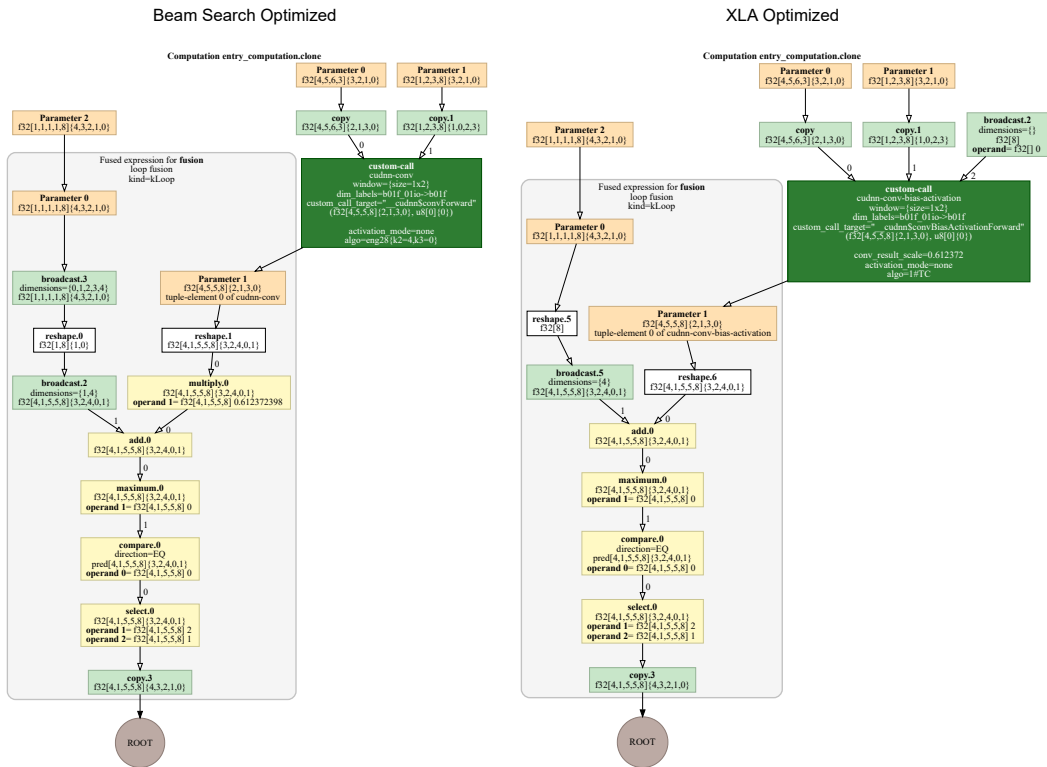 Beam Search Optimized
Computation entry_computation.clone
Parameter 0
f32[4,5,6,3]{3,2,1,0}
Parameter 1
f32[1,2,3,8]{3,2,1,0}
Parameter 2
f32[1,1,1,1,8]{4,3,2,1,0}
copy
f32[4,5,6,3]{2,1,3,0}
copy.1
f32[1,2,3,8]{1,0,2,3}
0
1
custom-call
cudnn-conv
window={size=1x2}
dim_labels=b01f_01io->b01f
custom_call_target="__cudnn$convForward"
(f32[4,5,5,8]{2,1,3,0}, u8[0]{0})
activation_mode=none
algo=eng28{k2=4,k3=0}
Fused expression for fusion
loop fusion
kind=kLoop
Parameter 0
f32[1,1,1,1,8]{4,3,2,1,0}
broadcast.3
dimensions={0,1,2,3,4}
f32[1,1,1,1,8]{4,3,2,1,0}
Parameter 1
f32[4,5,5,8]{2,1,3,0}
tuple-element 0 of cudnn-conv
reshape.0
f32[1,8]{1,0}
reshape.1
f32[4,1,5,5,8]{3,2,4,0,1}
0
broadcast.2
dimensions={1,4}
f32[4,1,5,5,8]{3,2,4,0,1}
multiply.0
f32[4,1,5,5,8]{3,2,4,0,1}
operand 1= f32[4,1,5,5,8] 0.612372398
1
0
add.0
f32[4,1,5,5,8]{3,2,4,0,1}
0
maximum.0
f32[4,1,5,5,8]{3,2,4,0,1}
operand 1= f32[4,1,5,5,8] 0
1
compare.0
direction=EQ
pred[4,1,5,5,8]{3,2,4,0,1}
operand 0= f32[4,1,5,5,8] 0
0
select.0
f32[4,1,5,5,8]{3,2,4,0,1}
operand 1= f32[4,1,5,5,8] 2
operand 2= f32[4,1,5,5,8] 1
copy.3
f32[4,1,5,5,8]{4,3,2,1,0}
ROOT
XLA Optimized
Computation entry_computation.clone
Parameter 0
f32[4,5,6,3]{3,2,1,0}
Parameter 1
f32[1,2,3,8]{3,2,1,0}
Parameter 2
f32[1,1,1,1,8]{4,3,2,1,0}
copy
f32[4,5,6,3]{2,1,3,0}
copy.1
f32[1,2,3,8]{1,0,2,3}
broadcast.2
dimensions={}
f32[8]
operand= f32[] 0
0
1
2
custom-call
cudnn-conv-bias-activation
window={size=1x2}
dim_labels=b01f_01io->b01f
custom_call_target="__cudnn$convBiasActivationForward"
(f32[4,5,5,8]{2,1,3,0}, u8[0]{0})
conv_result_scale=0.612372
activation_mode=none
algo=1#TC
Fused expression for fusion
loop fusion
kind=kLoop
Parameter 0
f32[1,1,1,1,8]{4,3,2,1,0}
reshape.5
f32[8]
Parameter 1
f32[4,5,5,8]{2,1,3,0}
tuple-element 0 of cudnn-conv-bias-activation
broadcast.5
dimensions={4}
f32[4,1,5,5,8]{3,2,4,0,1}
reshape.6
f32[4,1,5,5,8]{3,2,4,0,1}
1
0
add.0
f32[4,1,5,5,8]{3,2,4,0,1}
0
maximum.0
f32[4,1,5,5,8]{3,2,4,0,1}
operand 1= f32[4,1,5,5,8] 0
1
compare.0
direction=EQ
pred[4,1,5,5,8]{3,2,4,0,1}
operand 0= f32[4,1,5,5,8] 0
0
select.0
f32[4,1,5,5,8]{3,2,4,0,1}
operand 1= f32[4,1,5,5,8] 2
operand 2= f32[4,1,5,5,8] 1
copy.3
f32[4,1,5,5,8]{4,3,2,1,0}
ROOT